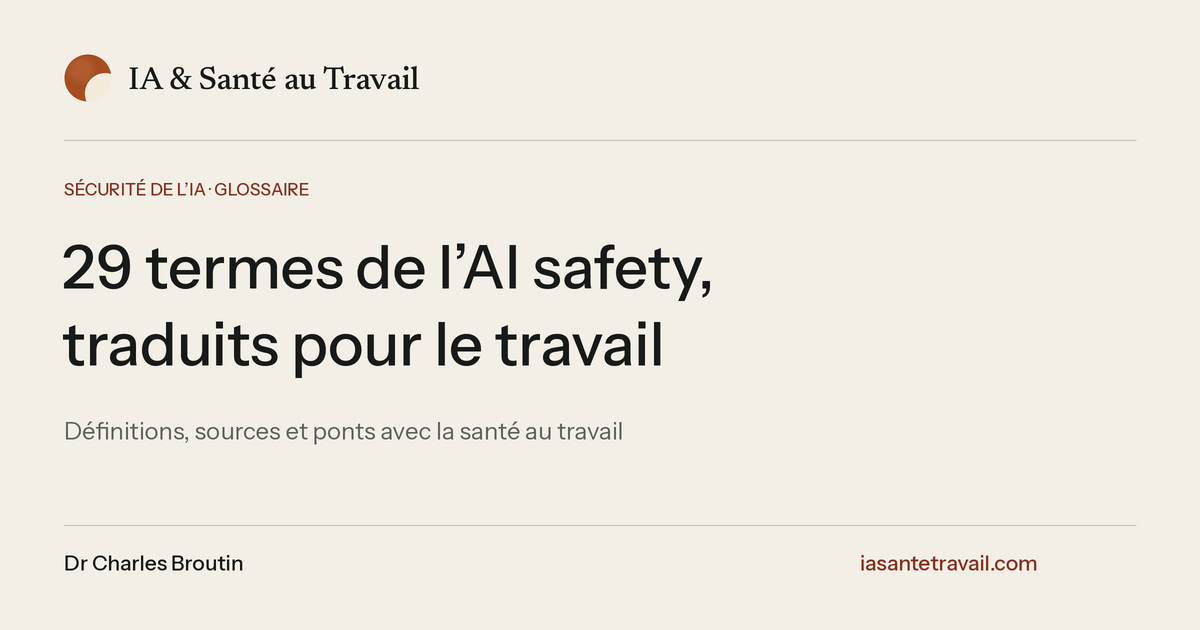 IA & Santé au Travail
SÉCURITÉ DE L’IA · GLOSSAIRE
29 termes de l’AI safety,
traduits pour le travail
Définitions, sources et ponts avec la santé au travail
Dr Charles Broutin
iasantetravail.com